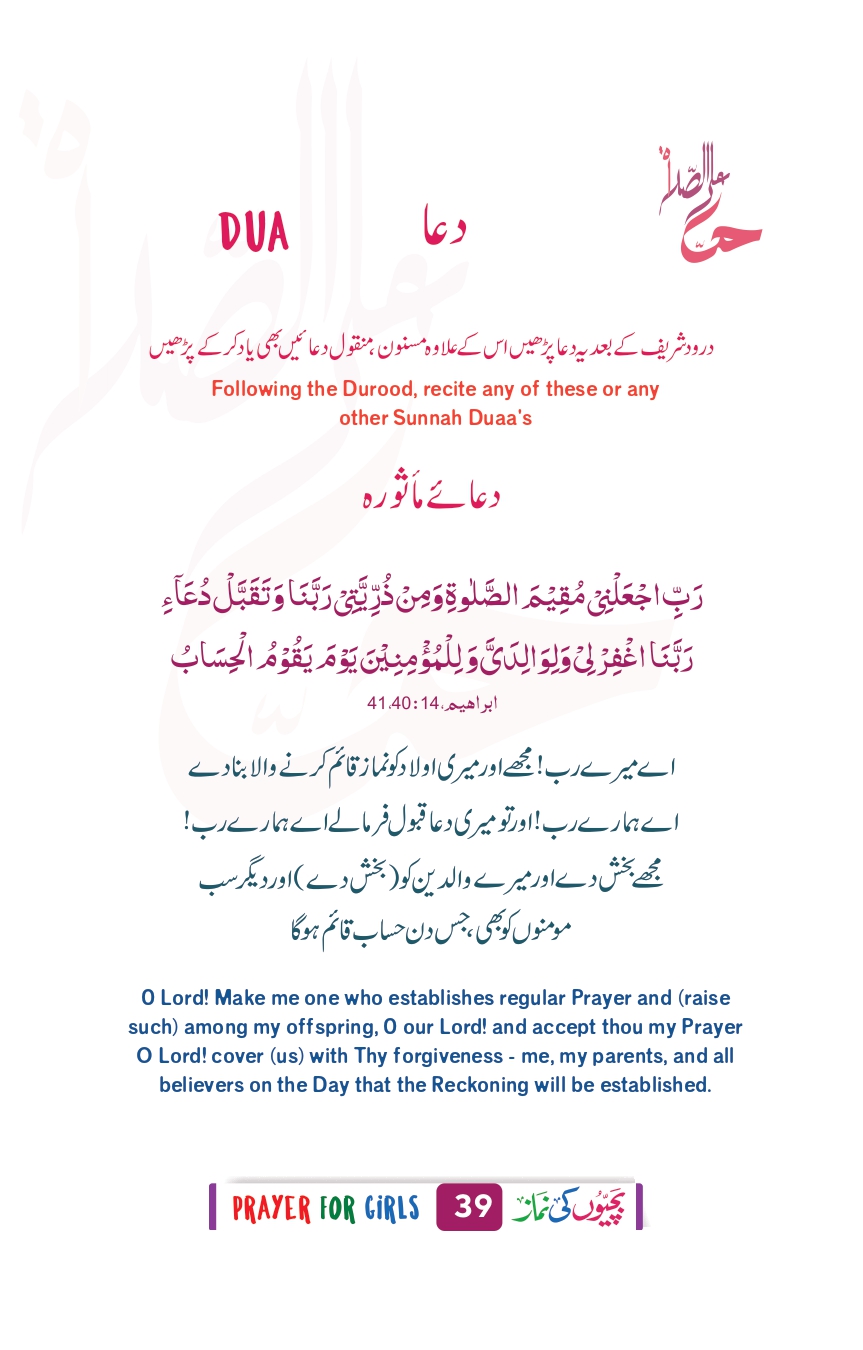 حی علی الصلاۃ
DUA دعا
درود شریف کے بعد یہ دعا پڑھیں اس کے علاوہ مسنون، منقول دعائیں بھی یاد کر کے پڑھیں
Following the Durood, recite any of these or any
other Sunnah Duaa's
دعائے مأثورہ
رَبِّ اجْعَلْنِیْ مُقِیْمَ الصَّلٰوةِ وَمِنْ ذُرِّیَّتِیْ رَبَّنَا وَتَقَبَّلْ دُعَآءِ
رَبَّنَا اغْفِرْ لِیْ وَلِوَالِدَیَّ وَلِلْمُؤْمِنِیْنَ یَوْمَ یَقُوْمُ الْحِسَابُ
ابراھیم،14:40،41
اے میرے رب! مجھے اور میری اولاد کو نماز قائم کرنے والا بنا دے
اے ہمارے رب! اور تو میری دعا قبول فرما لے اے ہمارے رب!
مجھے بخش دے اور میرے والدین کو (بخش دے) اور دیگر سب
مومنوں کو بھی، جس دن حساب قائم ہوگا
O Lord! Make me one who establishes regular Prayer and (raise
such) among my offspring, O our Lord! and accept thou my Prayer
O Lord! cover (us) with Thy forgiveness - me, my parents, and all
believers on the Day that the Reckoning will be established.
PRAYER FOR GiRLS 39 بچیّوں کی نماز